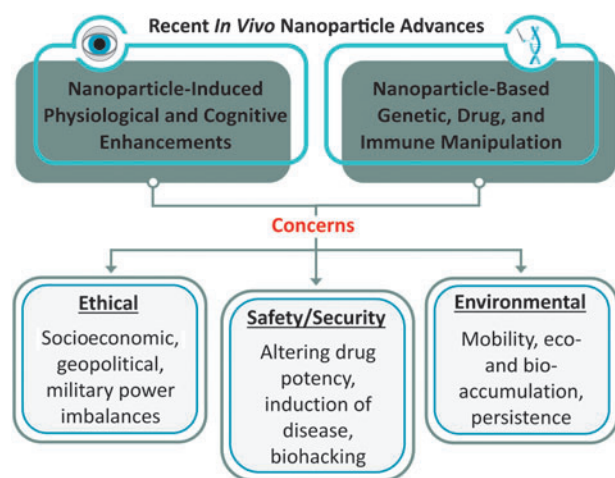 Recent In Vivo Nanoparticle Advances
Nanoparticle-Induced
Physiological and Cognitive
Enhancements
Nanoparticle-Based
Genetic, Drug, and
Immune Manipulation
Concerns
Ethical
Socioeconomic,
geopolitical,
military power
imbalances
Safety/Security
Altering drug
potency,
induction of
disease,
biohacking
Environmental
Mobility, eco-
and bio-
accumulation,
persistence